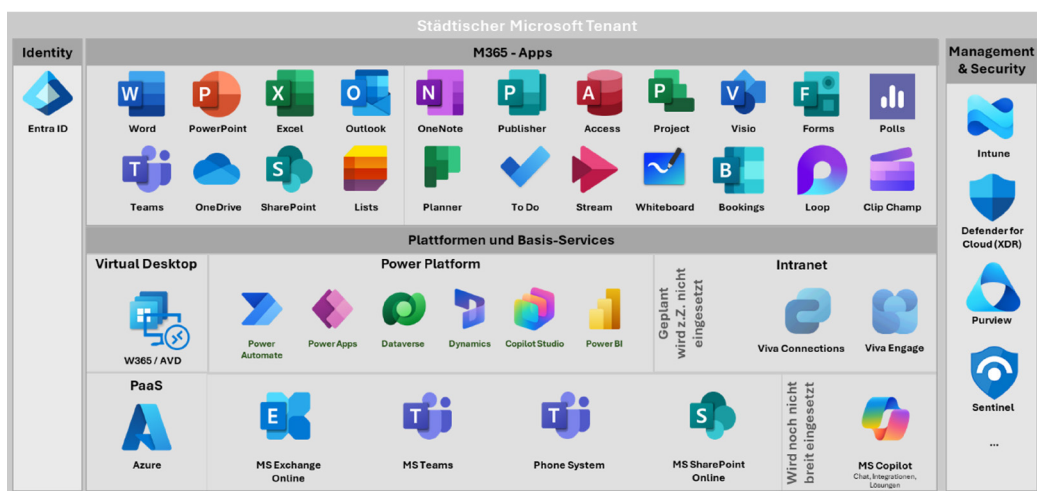 Städtischer Microsoft Tenant
Identity
Entra ID
M365 - Apps
W
P
X
O
N
P
A
P
V
F
Word
PowerPoint
Excel
Outlook
OneNote
Publisher
Access
Project
Visio
Forms
Polls
T
S
B
Teams
OneDrive
SharePoint
Lists
Planner
To Do
Stream
Whiteboard
Bookings
Loop
Clip Champ
Plattformen und Basis-Services
Virtual Desktop
W365 / AVD
Power Platform
Power
Automate
Power Apps
Dataverse
Dynamics
Copilot Studio
Power BI
Geplant
wird z.Z. nicht
eingesetzt
Intranet
Viva Connections
Viva Engage
PaaS
Azure
E
MS Exchange
Online
T
MS Teams
T
Phone System
S
MS SharePoint
Online
Wird noch nicht
breit eingesetzt
MS Copilot
Chat, Integrationen,
Lösungen
Management
& Security
Intune
Defender for
Cloud (XDR)
Purview
Sentinel
...